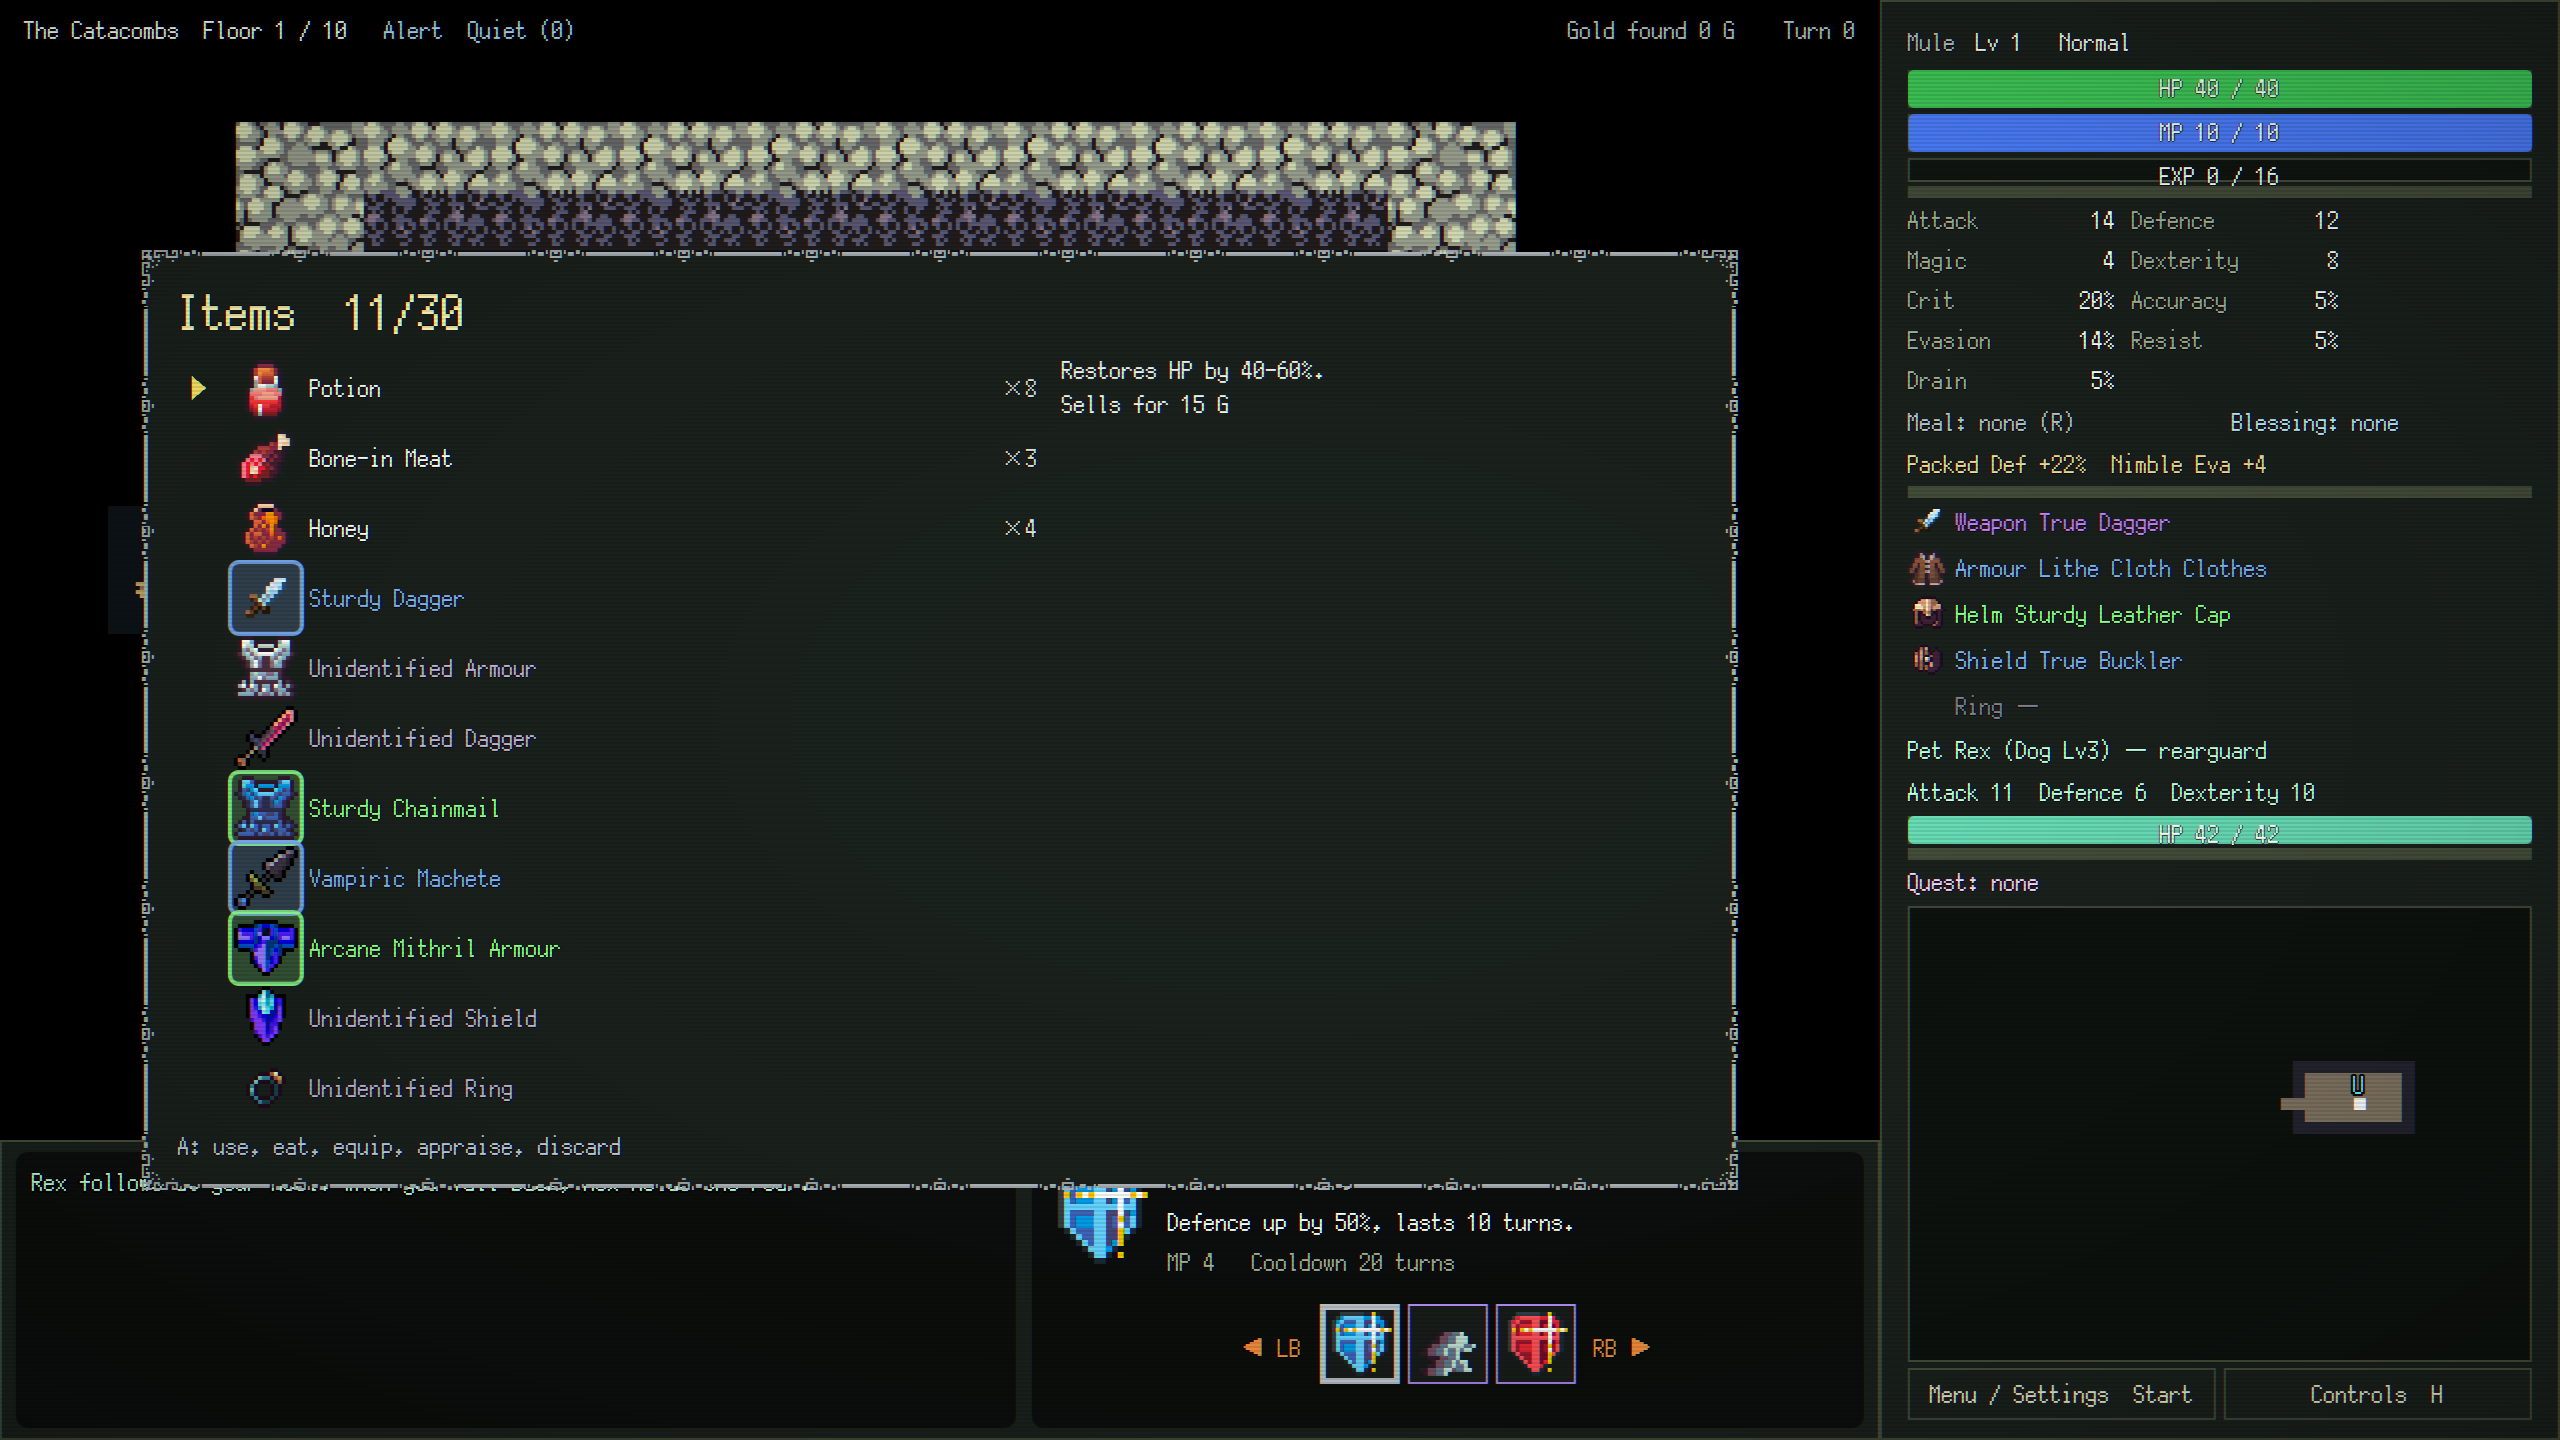 The Catacombs Floor 1 / 10 Alert Quiet (0) Gold found 0 G Turn 0
Items 11/30
Potion ×8
Bone-in Meat ×3
Honey ×4
Sturdy Dagger
Unidentified Armour
Unidentified Dagger
Sturdy Chainmail
Vampiric Machete
Arcane Mithril Armour
Unidentified Shield
Unidentified Ring
Restores HP by 40-60%.
Sells for 15 G
A: use, eat, equip, appraise, discard
Rex
Defence up by 50%, lasts 10 turns.
MP 4 Cooldown 20 turns
LB RB
Mule Lv 1 Normal
HP 40 / 40
MP 10 / 10
EXP 0 / 16
Attack 14 Defence 12
Magic 4 Dexterity 8
Crit 20% Accuracy 5%
Evasion 14% Resist 5%
Drain 5%
Meal: none (R) Blessing: none
Packed Def +22% Nimble Eva +4
Weapon True Dagger
Armour Lithe Cloth Clothes
Helm Sturdy Leather Cap
Shield True Buckler
Ring —
Pet Rex (Dog Lv3) — rearguard
Attack 11 Defence 6 Dexterity 10
HP 42 / 42
Quest: none
U
Menu / Settings Start Controls H